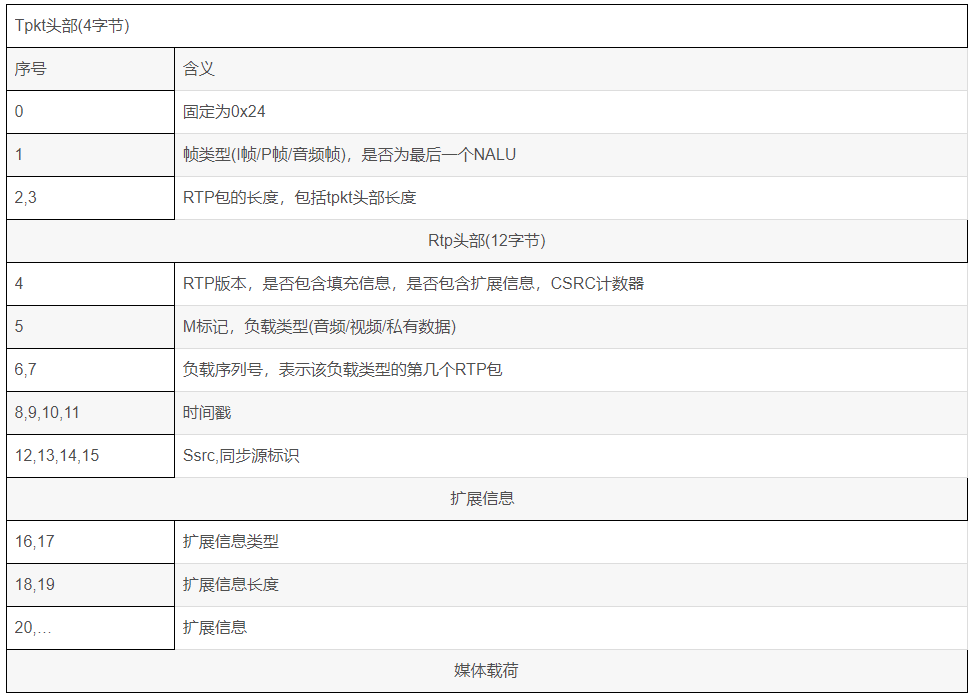 Tpkt头部(4字节)
序号 含义
0 固定为0x24
1 帧类型(I帧/P帧/音频帧)，是否为最后一个NALU
2,3 RTP包的长度，包括tpkt头部长度
Rtp头部(12字节)
4 RTP版本，是否包含填充信息，是否包含扩展信息，CSRC计数器
5 M标记，负载类型(音频/视频/私有数据)
6,7 负载序列号，表示该负载类型的第几个RTP包
8,9,10,11 时间戳
12,13,14,15 Ssrc,同步源标识
扩展信息
16,17 扩展信息类型
18,19 扩展信息长度
20,… 扩展信息
媒体载荷